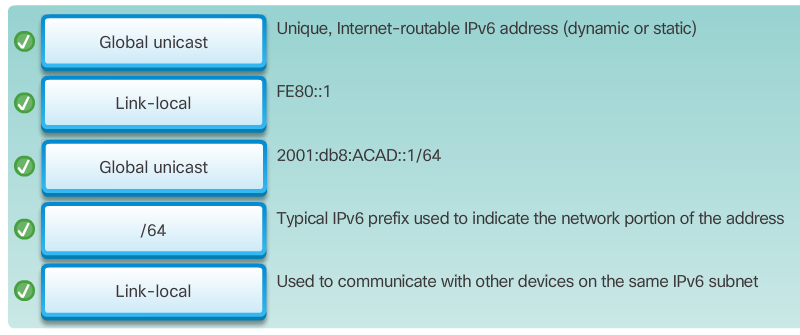 Global unicast
Unique, Internet-routable IPv6 address (dynamic or static)
Link-local
FE80::1
Global unicast
2001:db8:ACAD::1/64
/64
Typical IPv6 prefix used to indicate the network portion of the address
Link-local
Used to communicate with other devices on the same IPv6 subnet